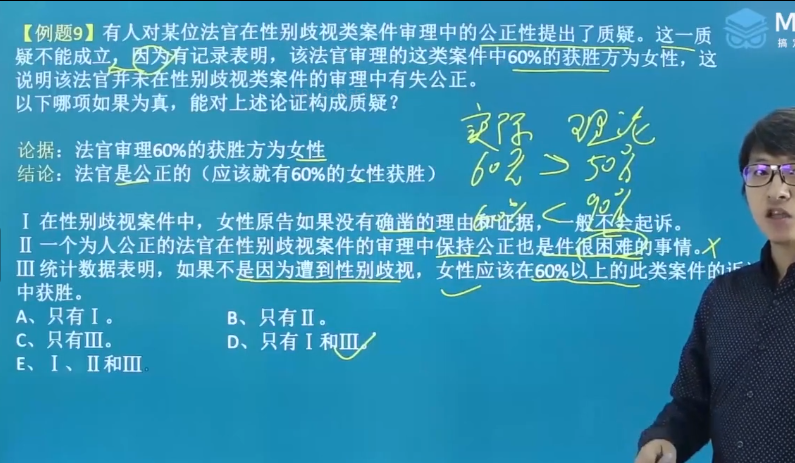 【例题9】有人对某位法官在性别歧视类案件审理中的公正性提出了质疑。这一质
疑不能成立，因为有记录表明，该法官审理的这类案件中60%的获胜方为女性，这
说明该法官并未在性别歧视类案件的审理中有失公正。
以下哪项如果为真，能对上述论证构成质疑？
实际 理论
论据：法官审理60%的获胜方为女性
结论：法官是公正的（应该就有60%的女性获胜）
60% > 50%
60% < 90%
Ⅰ 在性别歧视案件中，女性原告如果没有确凿的理由和证据，一般不会起诉。
Ⅱ 一个为人公正的法官在性别歧视案件的审理中保持公正也是件很困难的事情。X
Ⅲ 统计数据表明，如果不是因为遭到性别歧视，女性应该在60%以上的此类案件的
中获胜。
A、只有Ⅰ。 B、只有Ⅱ。
C、只有Ⅲ。 D、只有Ⅰ和Ⅲ。
E、Ⅰ、Ⅱ和Ⅲ
M